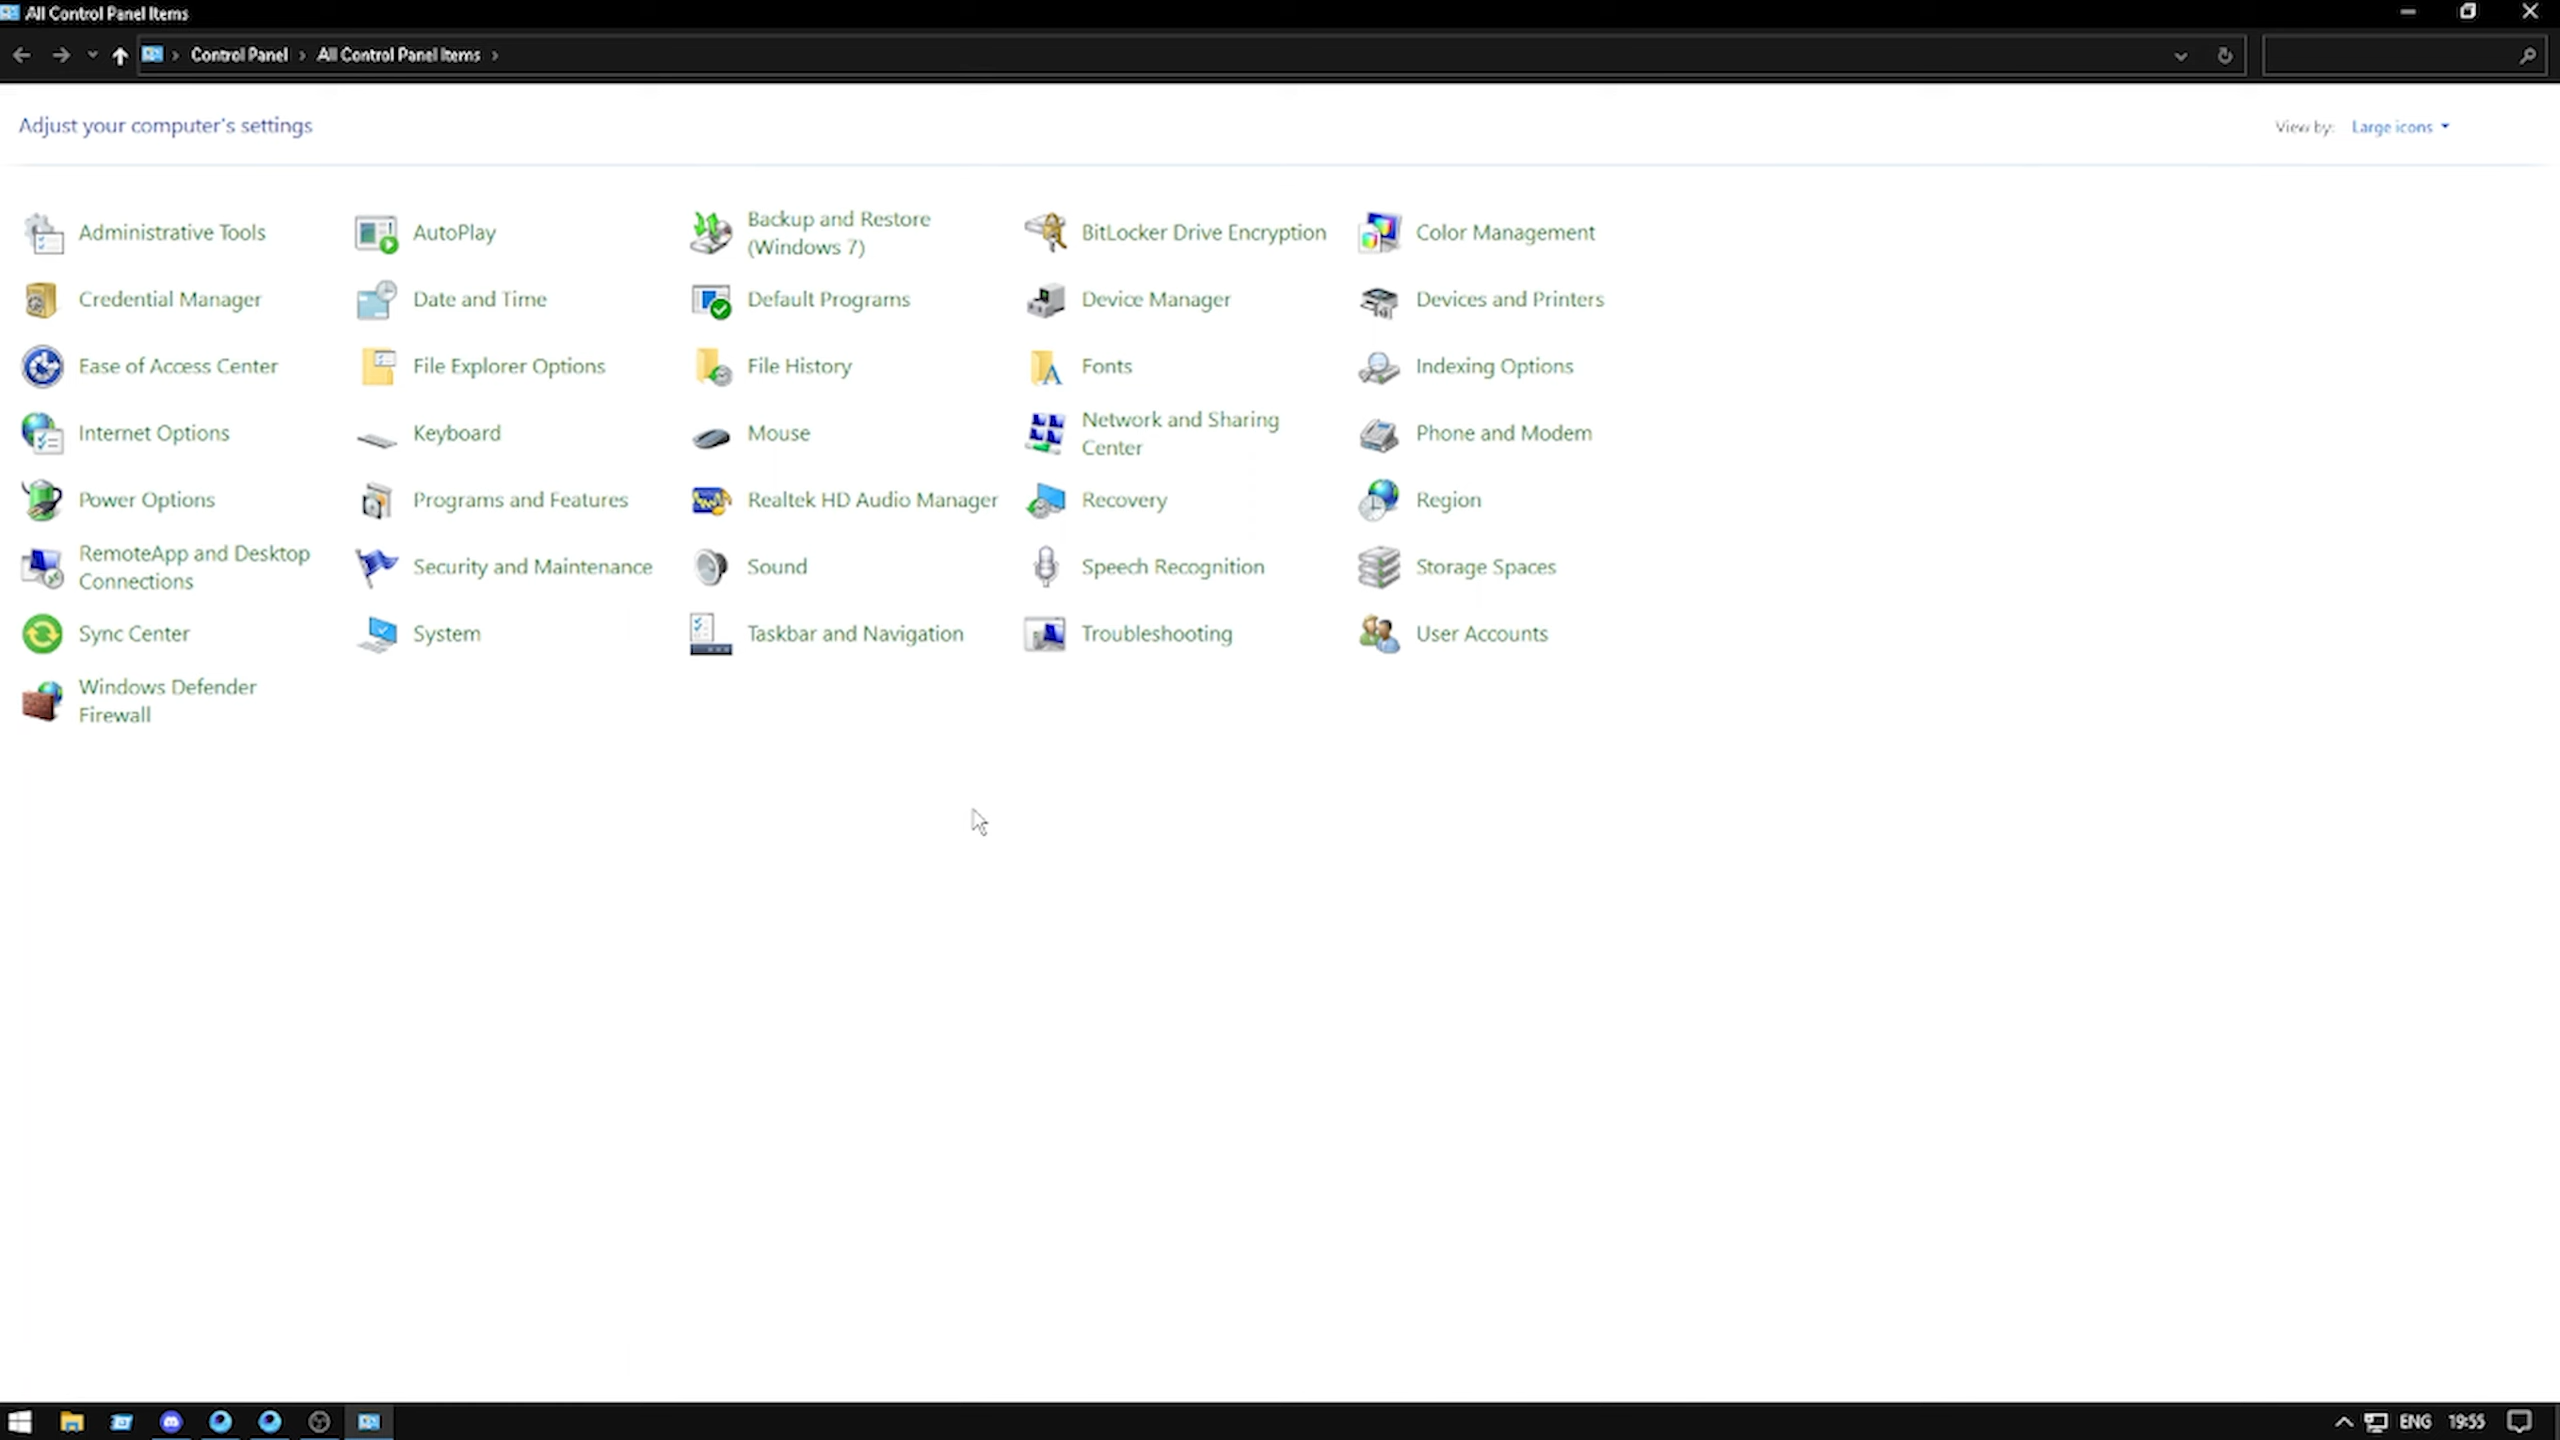 All Control Panel Items
Control Panel › All Control Panel Items ›
Adjust your computer's settings
View by: Large icons
Administrative Tools
AutoPlay
Backup and Restore
(Windows 7)
BitLocker Drive Encryption
Color Management
Credential Manager
Date and Time
Default Programs
Device Manager
Devices and Printers
Ease of Access Center
File Explorer Options
File History
Fonts
Indexing Options
Internet Options
Keyboard
Mouse
Network and Sharing
Center
Phone and Modem
Power Options
Programs and Features
Realtek HD Audio Manager
Recovery
Region
RemoteApp and Desktop
Connections
Security and Maintenance
Sound
Speech Recognition
Storage Spaces
Sync Center
System
Taskbar and Navigation
Troubleshooting
User Accounts
Windows Defender
Firewall
ENG 19:55